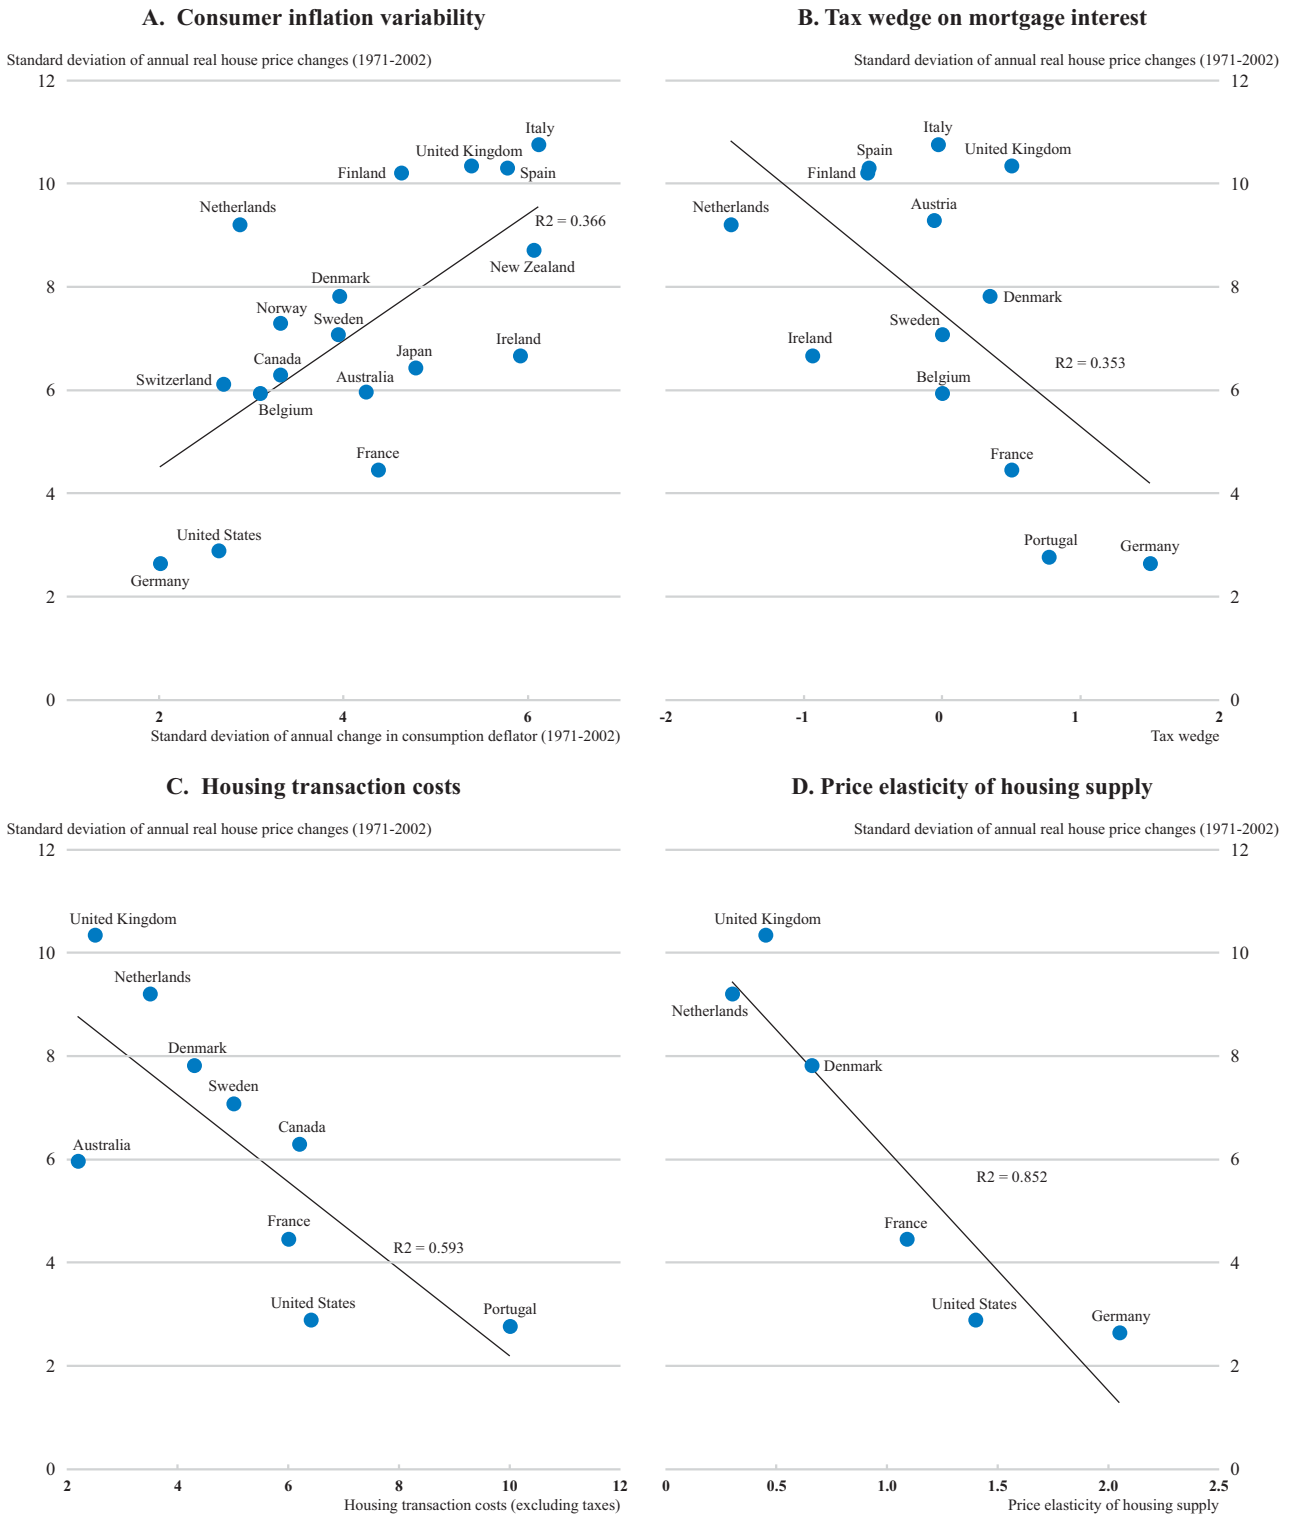 A. Consumer inflation variability
Standard deviation of annual real house price changes (1971-2002)
12
Italy
United Kingdom
Finland
Spain
10
Netherlands
R2 = 0.366
New Zealand
8
Denmark
Norway
Sweden
Ireland
Japan
Canada
Switzerland
Australia
6
Belgium
France
4
United States
Germany
2
0
2
4
6
Standard deviation of annual change in consumption deflator (1971-2002)
B. Tax wedge on mortgage interest
Standard deviation of annual real house price changes (1971-2002)
12
Italy
Spain
United Kingdom
Finland
10
Netherlands
Austria
8
Denmark
Sweden
Ireland
R2 = 0.353
Belgium
6
France
4
Portugal
Germany
2
0
-2
-1
0
1
2
Tax wedge
C. Housing transaction costs
Standard deviation of annual real house price changes (1971-2002)
12
United Kingdom
10
Netherlands
8
Denmark
Sweden
Canada
Australia
6
France
R2 = 0.593
4
United States
Portugal
2
0
2
4
6
8
10
12
Housing transaction costs (excluding taxes)
D. Price elasticity of housing supply
Standard deviation of annual real house price changes (1971-2002)
12
United Kingdom
10
Netherlands
8
Denmark
R2 = 0.852
6
France
4
United States
Germany
2
0
0
0.5
1.0
1.5
2.0
2.5
Price elasticity of housing supply